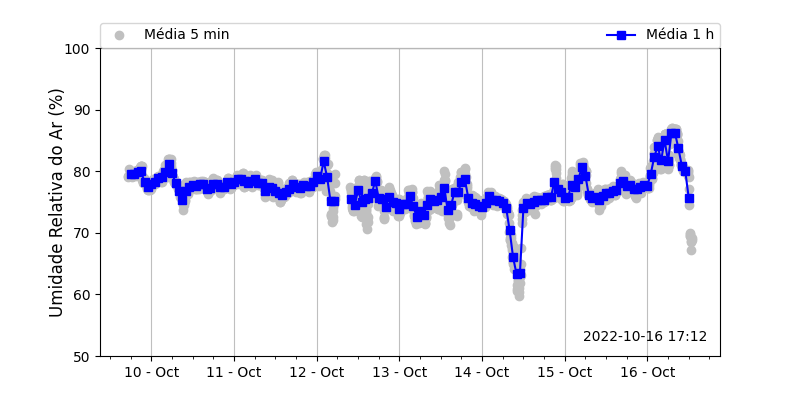 Média 5 min
Média 1 h
Umidade Relativa do Ar (%)
100
90
80
70
60
50
2022-10-16 17:12
10 - Oct
11 - Oct
12 - Oct
13 - Oct
14 - Oct
15 - Oct
16 - Oct